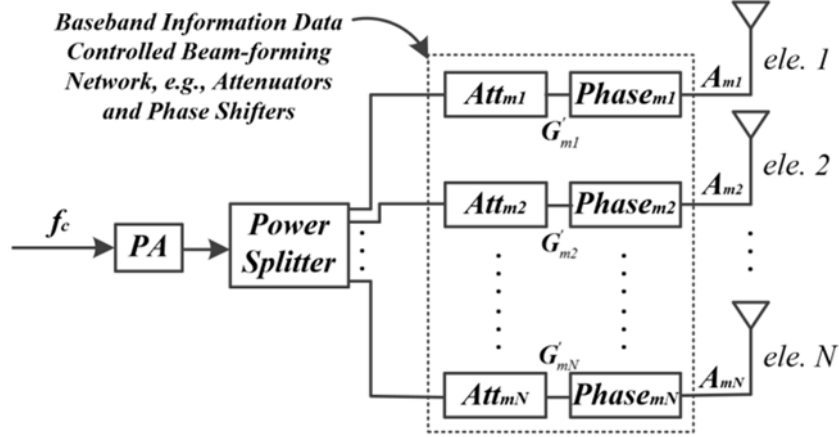 Baseband Information Data
Controlled Beam-forming
Network, e.g., Attenuators
and Phase Shifters
Attm1
Phasem1
Am1
ele. 1
G'm1
Attm2
Phasem2
Am2
ele. 2
G'm2
fc
PA
Power
Splitter
G'mN
AttmN
PhasemN
AmN
ele. N